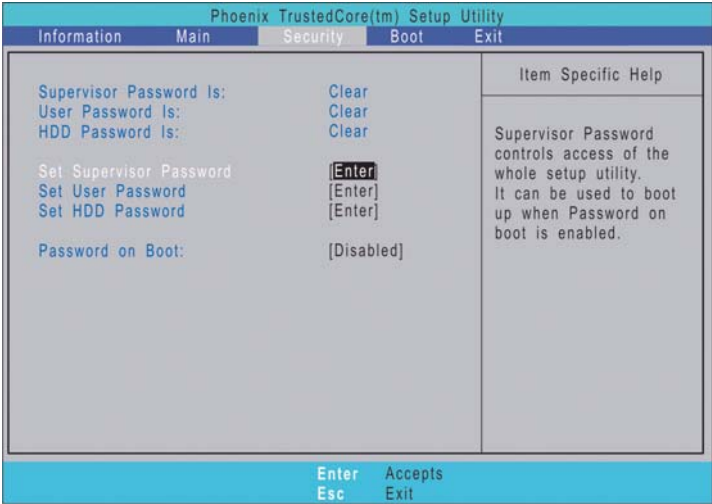 Phoenix TrustedCore(tm) Setup Utility
Information Main Security Boot Exit
Supervisor Password Is: Clear
User Password Is: Clear
HDD Password Is: Clear
Set Supervisor Password [Enter]
Set User Password [Enter]
Set HDD Password [Enter]
Password on Boot: [Disabled]
Item Specific Help
Supervisor Password
controls access of the
whole setup utility.
It can be used to boot
up when Password on
boot is enabled.
Enter Accepts
Esc Exit